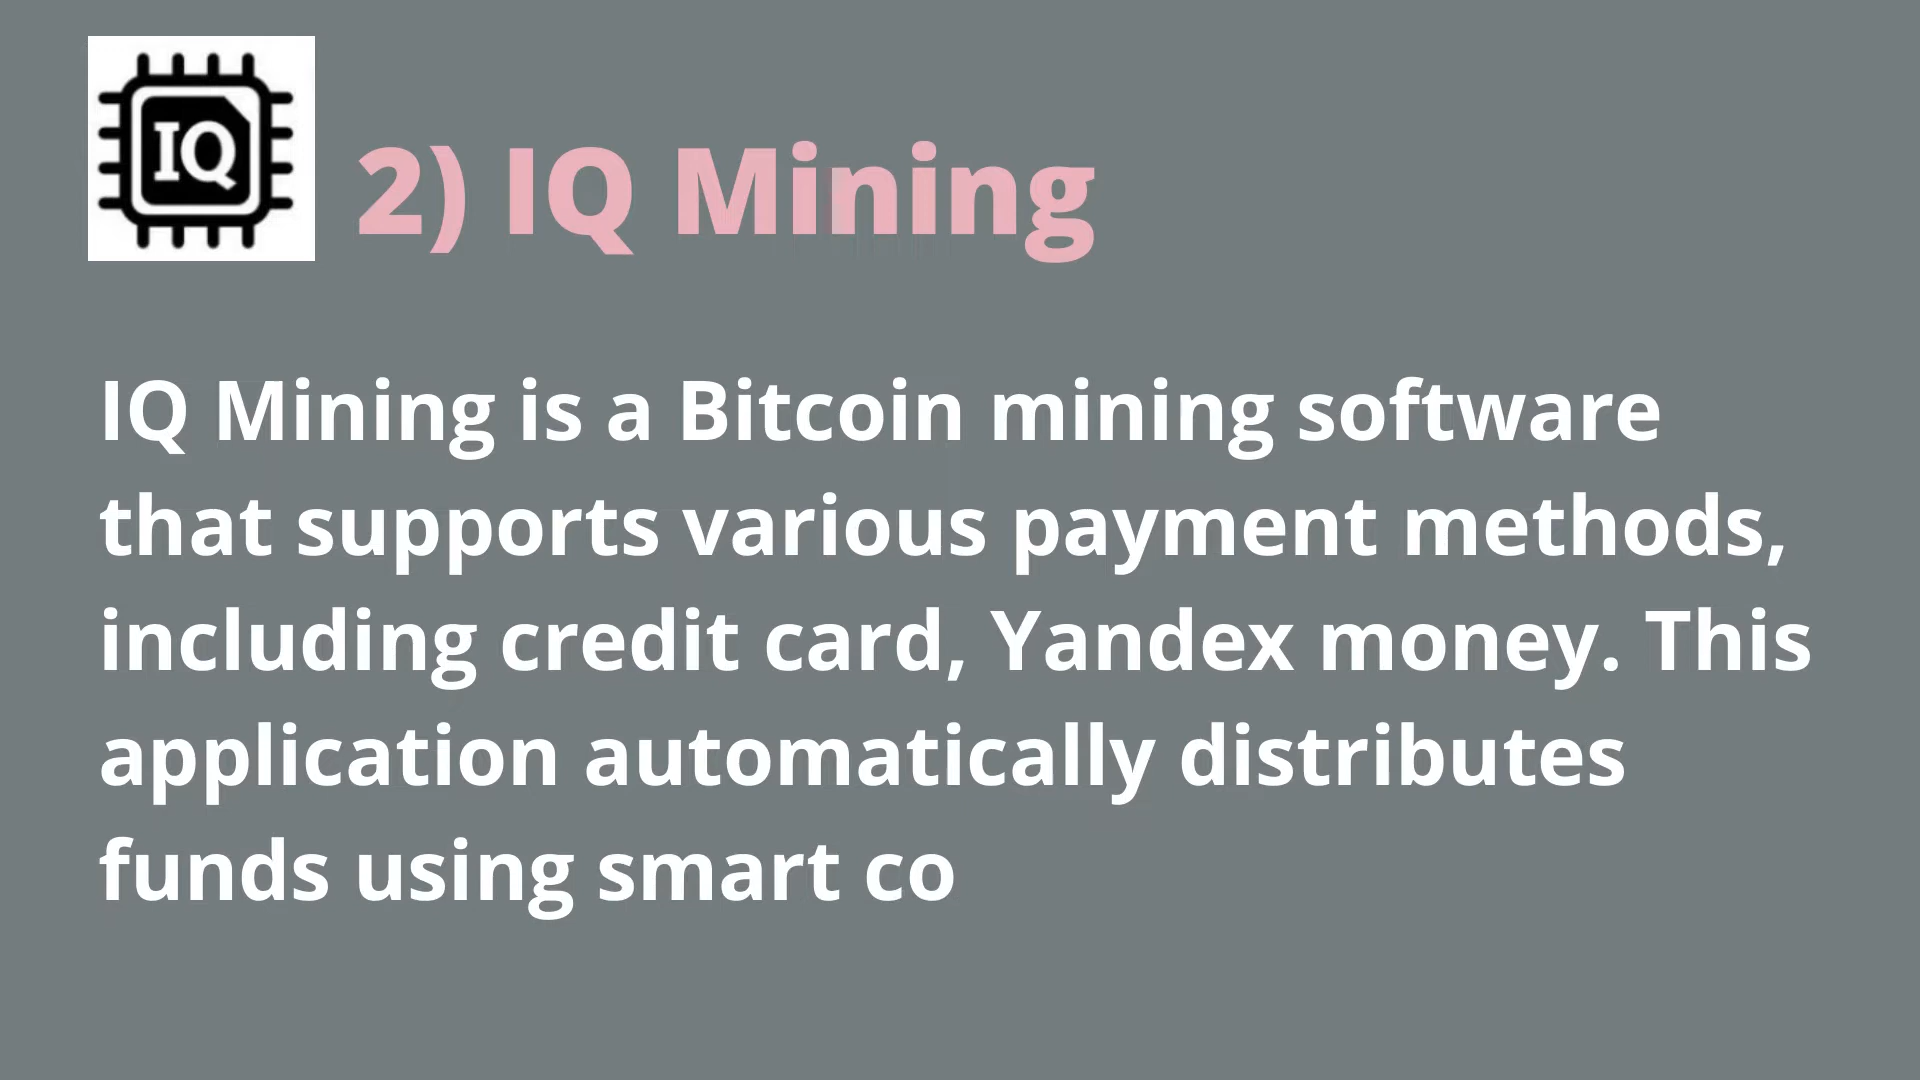 IQ
2) IQ Mining
IQ Mining is a Bitcoin mining software
that supports various payment methods,
including credit card, Yandex money. This
application automatically distributes
funds using smart co